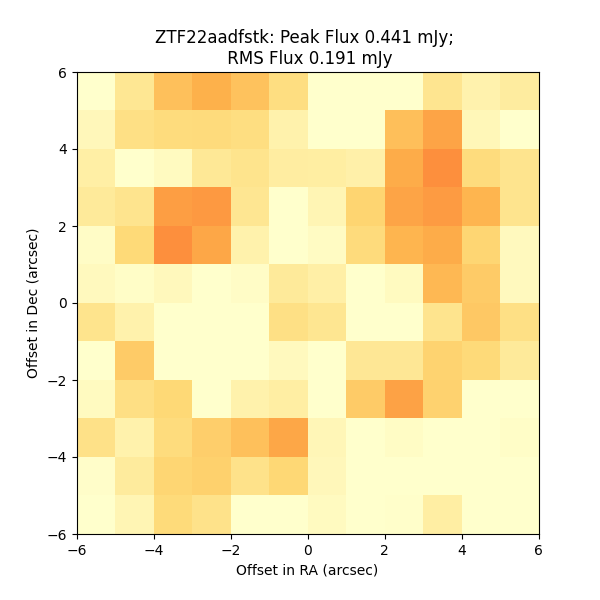 ZTF22aadfstk: Peak Flux 0.441 mJy;
RMS Flux 0.191 mJy
6
4
2
0
−2
−4
−6
Offset in Dec (arcsec)
−6 −4 −2 0 2 4 6
Offset in RA (arcsec)